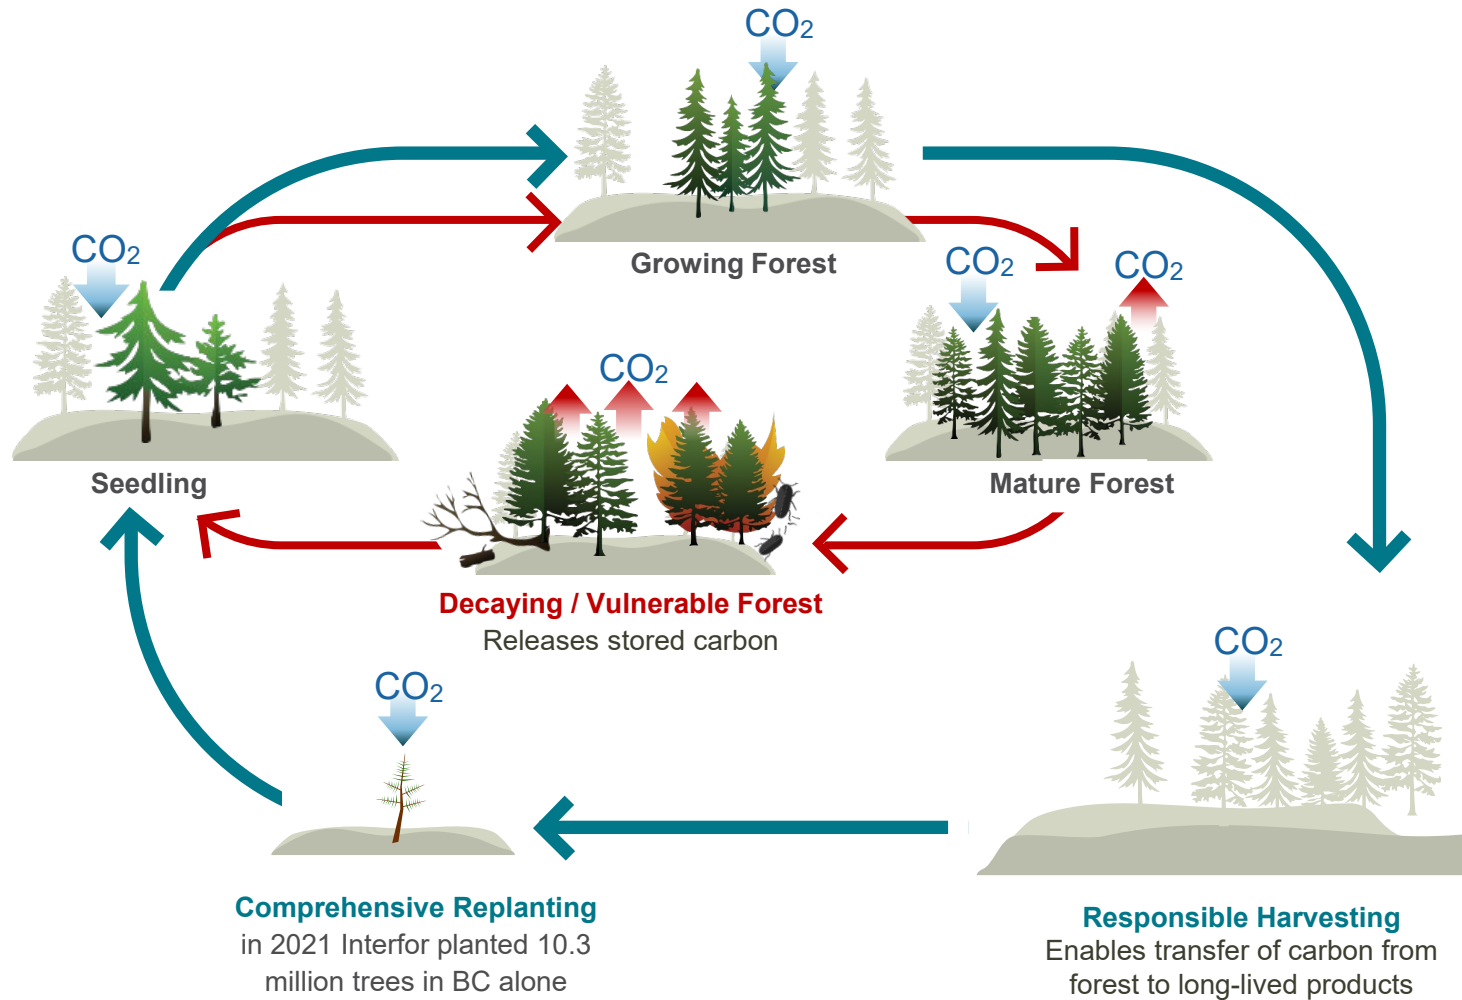 CO₂
Growing Forest
CO₂
Seedling
CO₂
CO₂
Mature Forest
CO₂
Decaying / Vulnerable Forest
Releases stored carbon
CO₂
Comprehensive Replanting
in 2021 Interfor planted 10.3
million trees in BC alone
CO₂
Responsible Harvesting
Enables transfer of carbon from
forest to long-lived products